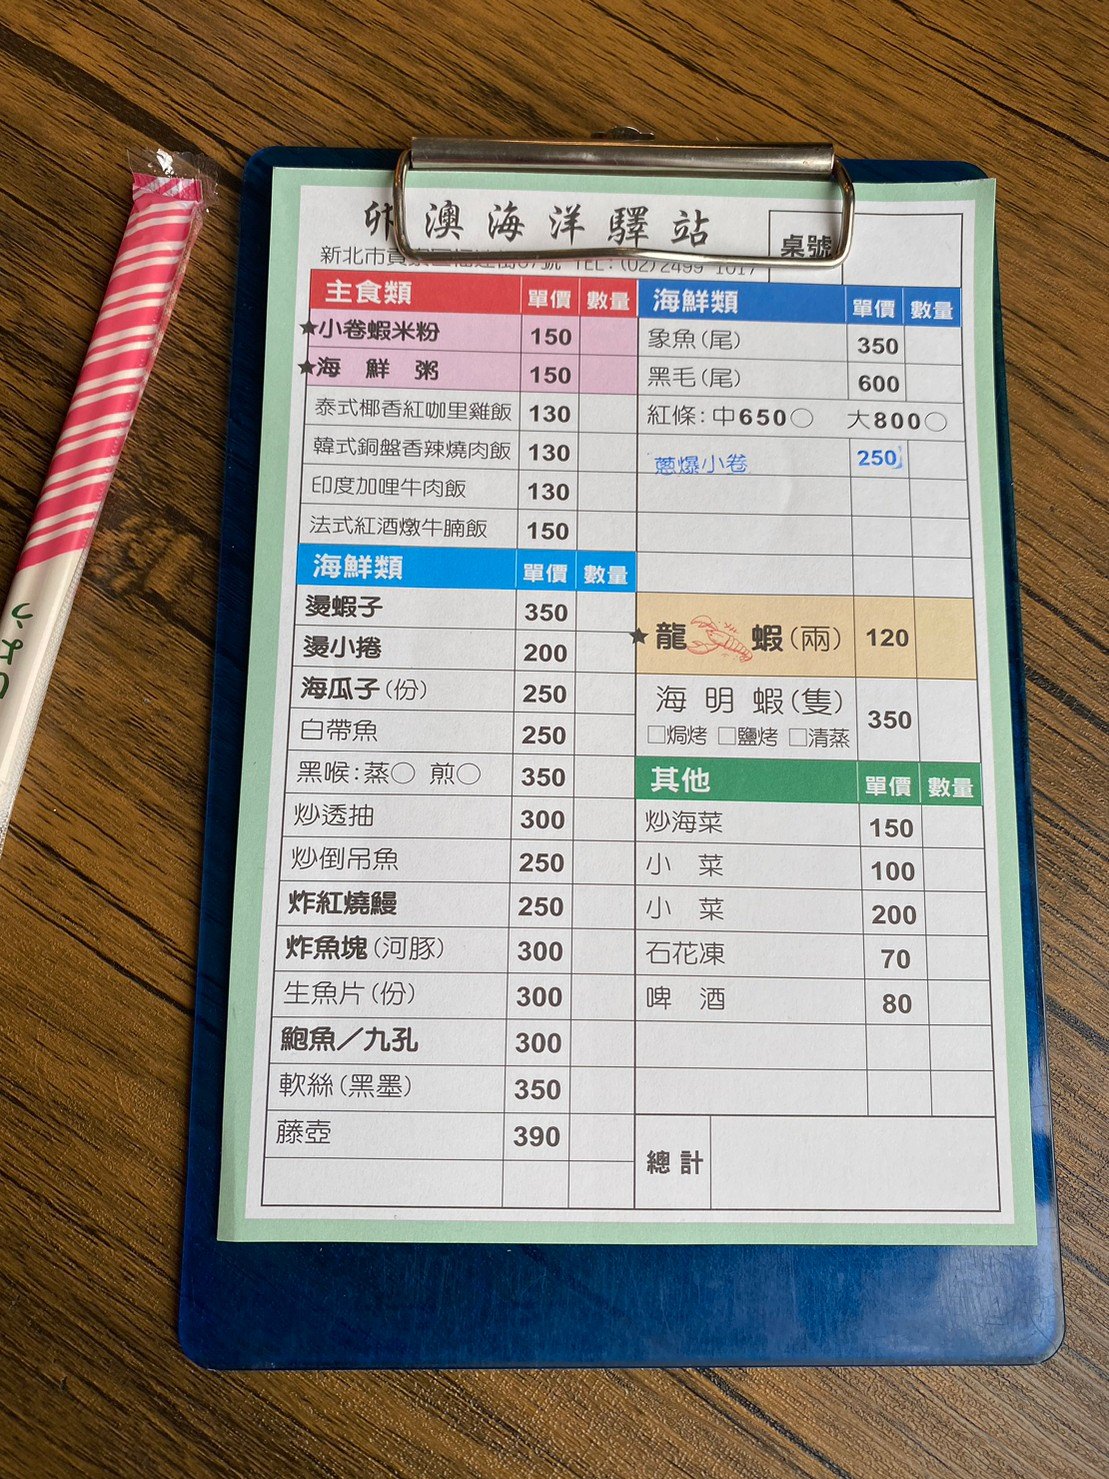 卯澳海洋驛站
桌號
新北市貢寮區福連街67號 TEL:(02)2499-1017
主食類 單價 數量
★小卷蝦米粉 150
★海鮮粥 150
泰式椰香紅咖里雞飯 130
韓式銅盤香辣燒肉飯 130
印度加哩牛肉飯 130
法式紅酒燉牛腩飯 150
海鮮類 單價 數量
燙蝦子 350
燙小捲 200
海瓜子(份) 250
白帶魚 250
黑喉:蒸○ 煎○ 350
炒透抽 300
炒倒吊魚 250
炸紅燒鰻 250
炸魚塊(河豚) 300
生魚片(份) 300
鮑魚／九孔 300
軟絲(黑墨) 350
藤壺 390
海鮮類 單價 數量
象魚(尾) 350
黑毛(尾) 600
紅條:中650○ 大800○
蔥爆小卷 250
★龍蝦(兩) 120
海明蝦(隻) 350
□焗烤 □鹽烤 □清蒸
其他 單價 數量
炒海菜 150
小菜 100
小菜 200
石花凍 70
啤酒 80
總計